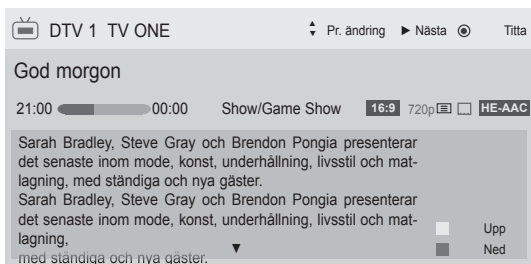 DTV 1 TV ONE Pr. ändring Nästa Titta
God morgon
21:00 00:00 Show/Game Show 16:9 720p HE-AAC
Sarah Bradley, Steve Gray och Brendon Pongia presenterar
det senaste inom mode, konst, underhållning, livsstil och mat-
lagning, med ständiga och nya gäster.
Sarah Bradley, Steve Gray och Brendon Pongia presenterar
det senaste inom mode, konst, underhållning, livsstil och mat-
lagning,
med ständiga och nya gäster.
Upp
Ned